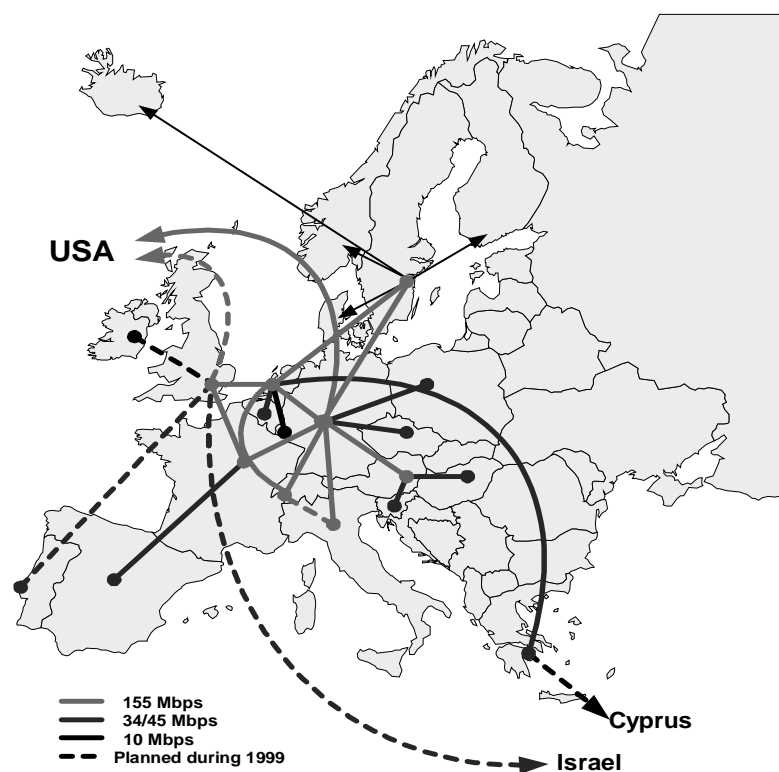 USA
155 Mbps
34/45 Mbps
10 Mbps
Planned during 1999
Cyprus
Israel